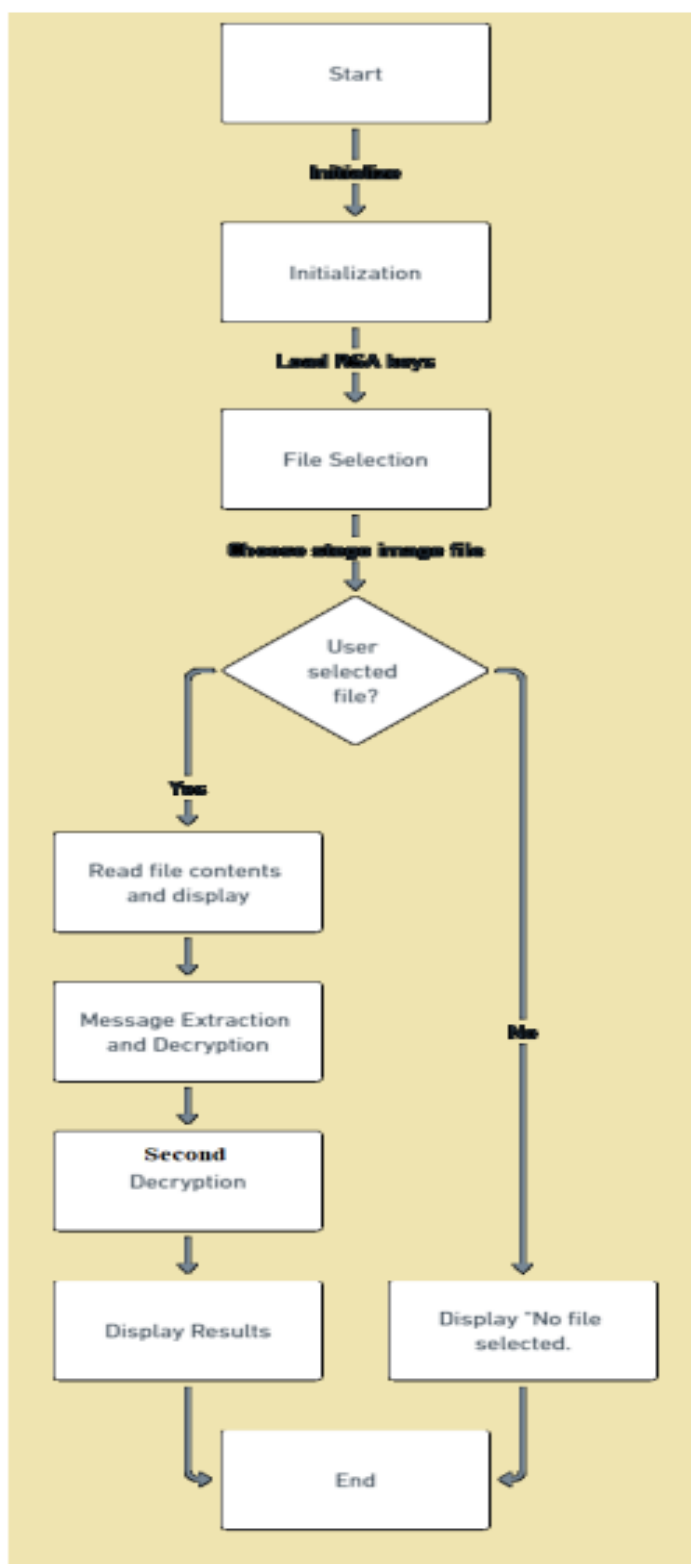 Start
Initialize
Initialization
Load RSA keys
File Selection
Choose stego image file
User
selected
file?
Yes
Read file contents
and display
Message Extraction
and Decryption
No
Second
Decryption
Display Results
Display "No file
selected.
End